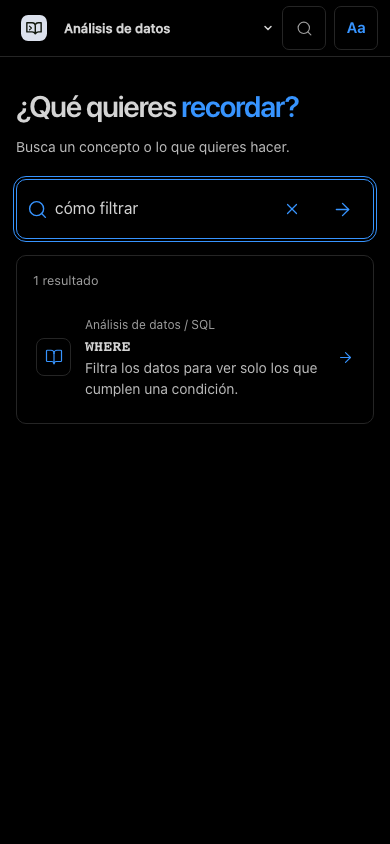 Análisis de datos
Aa
¿Qué quieres recordar?
Busca un concepto o lo que quieres hacer.
cómo filtrar
1 resultado
Análisis de datos / SQL
WHERE
Filtra los datos para ver solo los que
cumplen una condición.